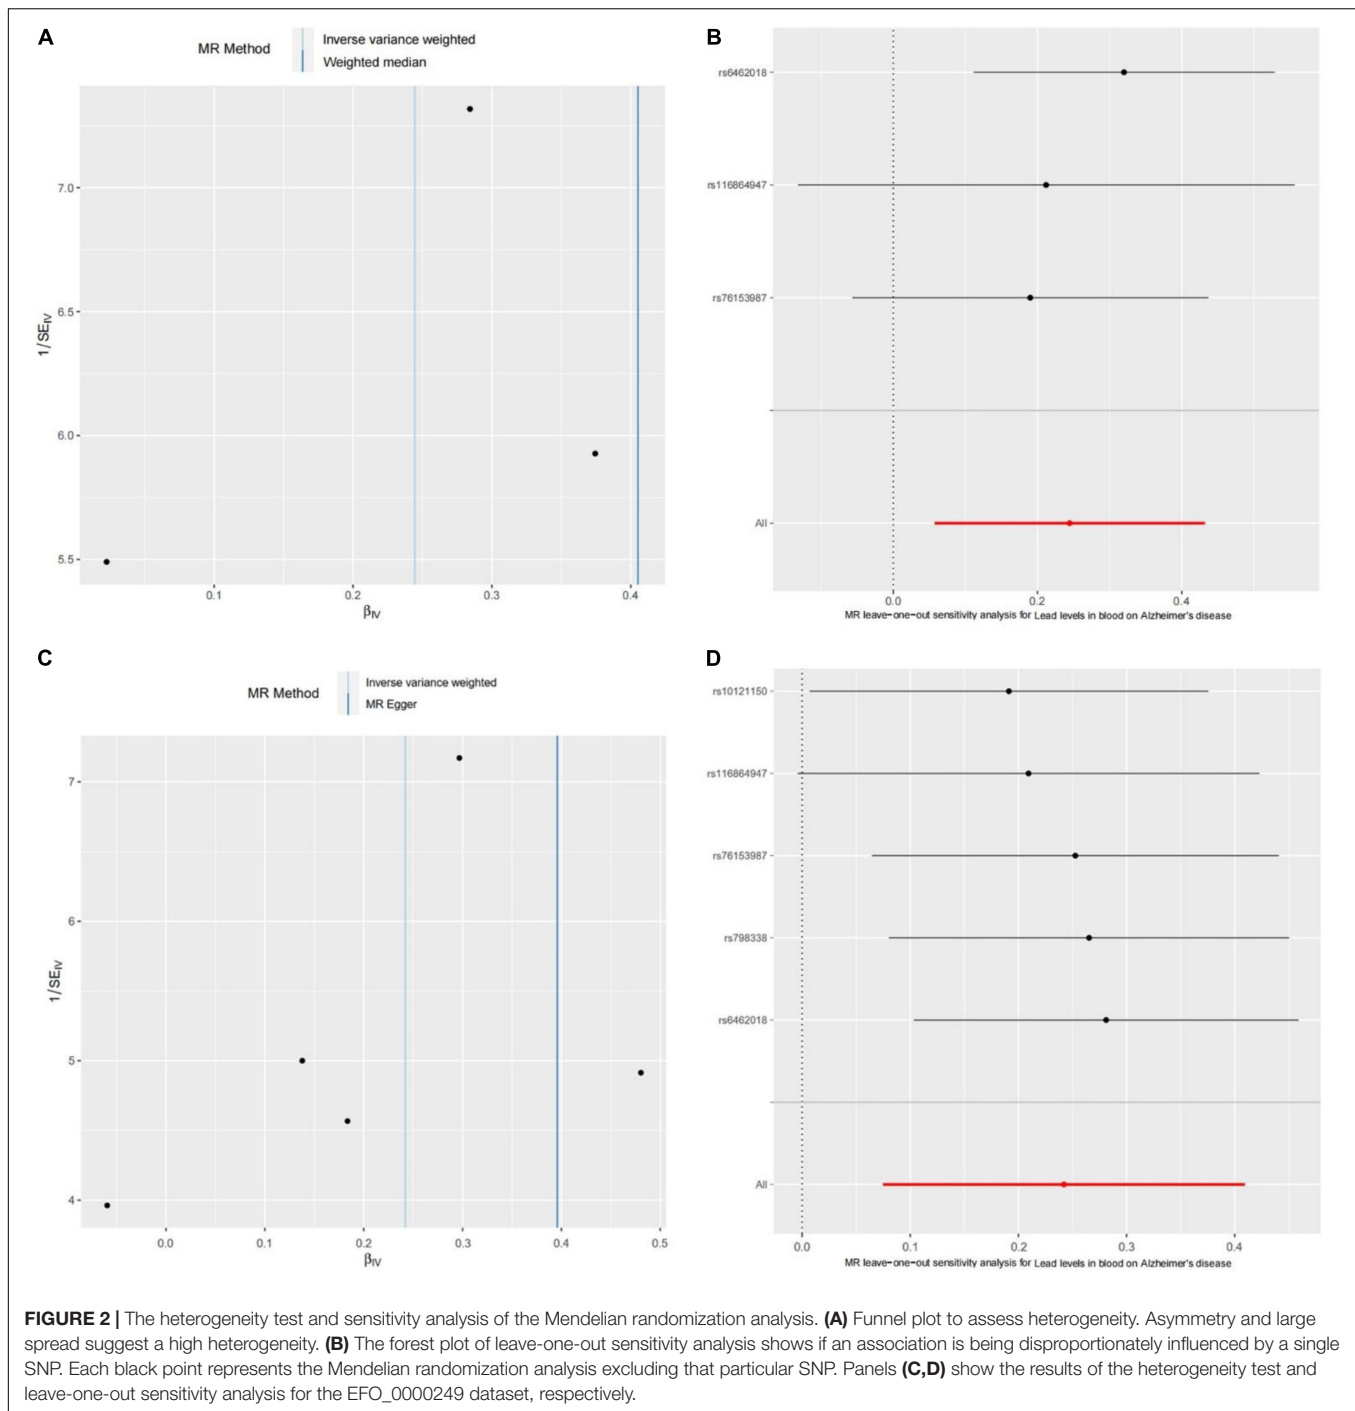 A
MR Method
Inverse variance weighted
Weighted median
7.0
6.5
6.0
5.5
1/SEIV
0.1 0.2 0.3 0.4
βIV
B
rs6462018
rs116864947
rs76153987
All
0.0 0.2 0.4
MR leave-one-out sensitivity analysis for Lead levels in blood on Alzheimer's disease
C
MR Method
Inverse variance weighted
MR Egger
7
6
5
4
1/SEIV
0.0 0.1 0.2 0.3 0.4 0.5
βIV
D
rs10121150
rs116864947
rs76153987
rs798338
rs6462018
All
0.0 0.1 0.2 0.3 0.4
MR leave-one-out sensitivity analysis for Lead levels in blood on Alzheimer's disease
FIGURE 2 | The heterogeneity test and sensitivity analysis of the Mendelian randomization analysis. (A) Funnel plot to assess heterogeneity. Asymmetry and large
spread suggest a high heterogeneity. (B) The forest plot of leave-one-out sensitivity analysis shows if an association is being disproportionately influenced by a single
SNP. Each black point represents the Mendelian randomization analysis excluding that particular SNP. Panels (C,D) show the results of the heterogeneity test and
leave-one-out sensitivity analysis for the EFO_0000249 dataset, respectively.